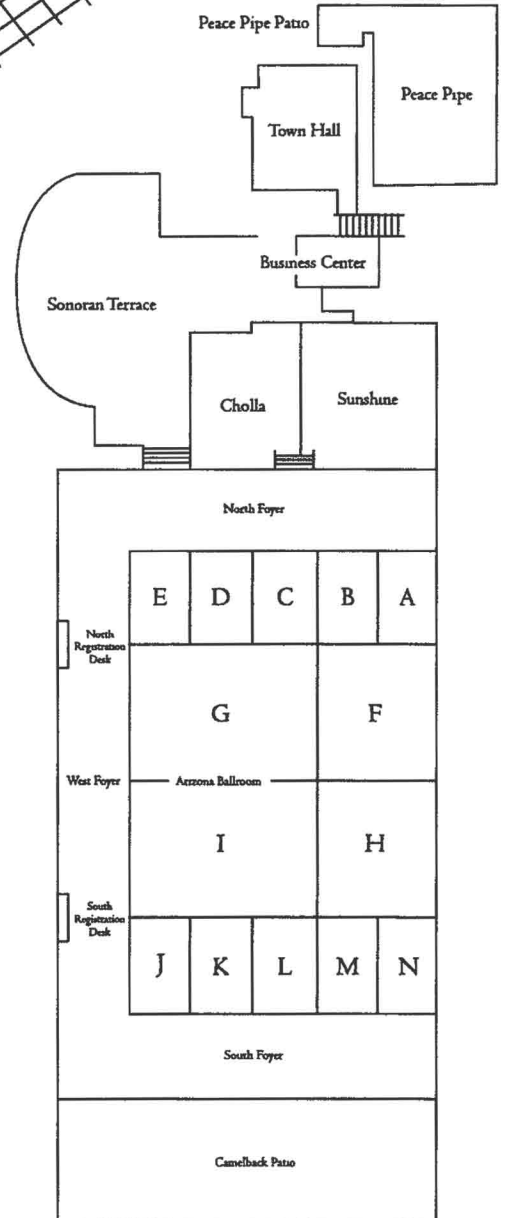 Peace Pipe Patio
Peace Pipe
Town Hall
Business Center
Sonoran Terrace
Cholla
Sunshine
North Foyer
E D C B A
North
Registration
Desk
G F
West Foyer
Arizona Ballroom
I H
South
Registration
Desk
J K L M N
South Foyer
Camelback Patio